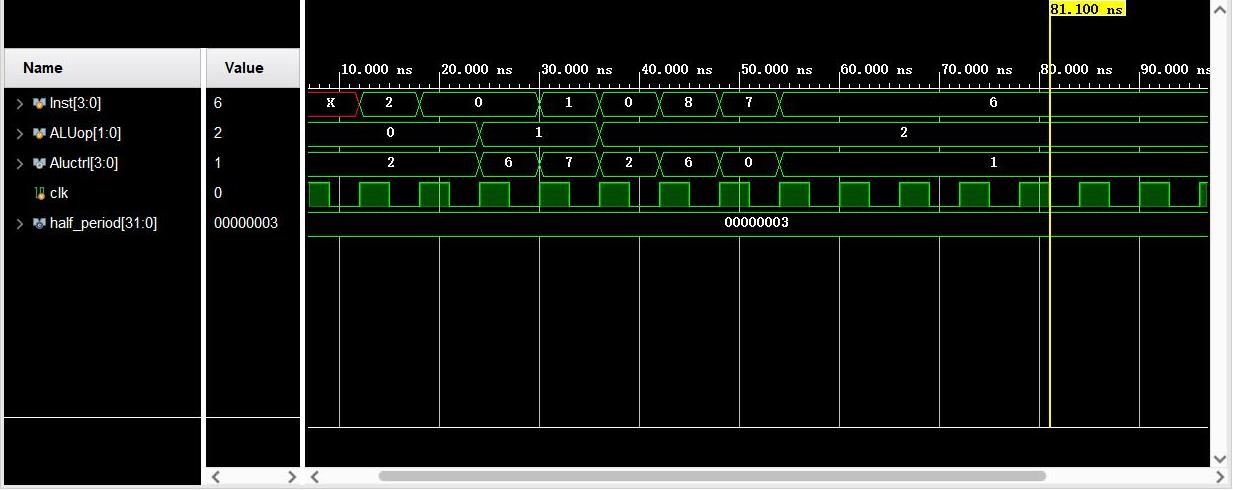 81.100 ns
Name Value
10.000 ns 20.000 ns 30.000 ns 40.000 ns 50.000 ns 60.000 ns 70.000 ns 80.000 ns 90.000 ns
Inst[3:0] 6 X 2 0 1 0 8 7 6
ALUop[1:0] 2 0 1 2
Aluctrl[3:0] 1 2 6 7 2 6 0 1
clk 0
half_period[31:0] 00000003 00000003